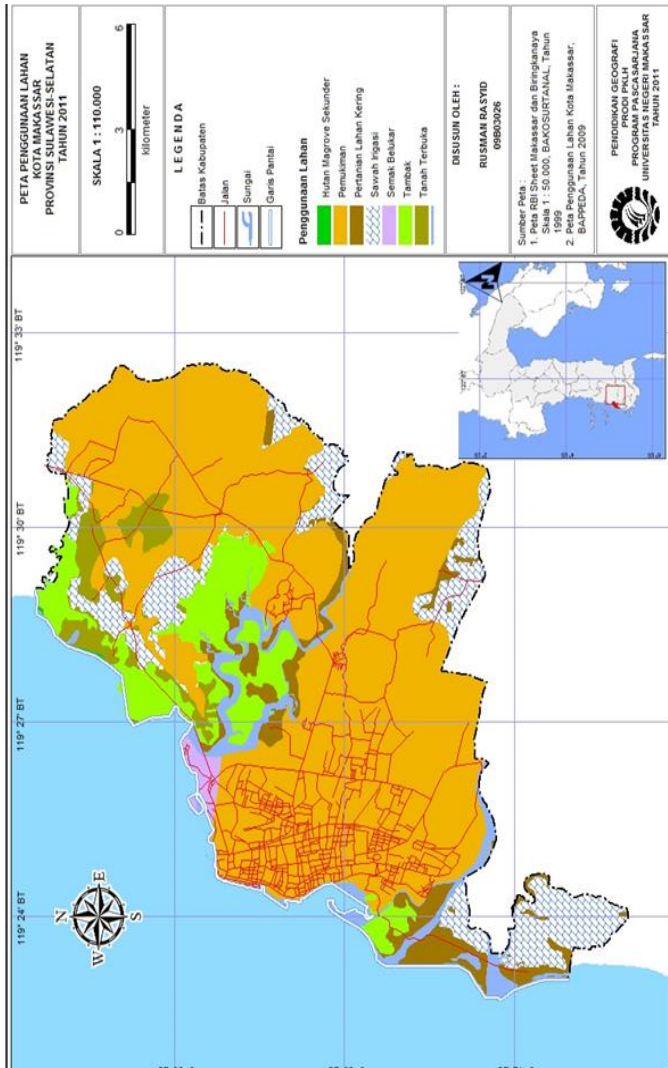 PETA PENGGUNAAN LAHAN
KOTA MAKASSAR
PROVINSI SULAWESI-SELATAN
TAHUN 2011
SKALA 1 : 110.000
0 3 6
kilometer
L E G E N D A
Batas Kabupaten
Jalan
Sungai
Garis Pantai
Penggunaan Lahan
Hutan Magrove Sekunder
Pemukiman
Pertanian Lahan Kering
Sawah Irigasi
Semak Belukar
Tambak
Tanah Terbuka
DISUSUN OLEH :
RUSMAN RASYID
09B03026
Sumber Peta :
1. Peta RBI Sheet Makassar dan Biringkanaya
Skala 1 : 50.000, BAKOSURTANAL, Tahun
1999
2. Peta Penggunaan Lahan Kota Makassar,
BAPPEDA, Tahun 2009
PENDIDIKAN GEOGRAFI
PRODI PKLH
PROGRAM PASCASARJANA
UNIVERSITAS NEGERI MAKASSAR
TAHUN 2011
119° 24' BT
119° 27' BT
119° 30' BT
119° 33' BT
N
E
S
W
N